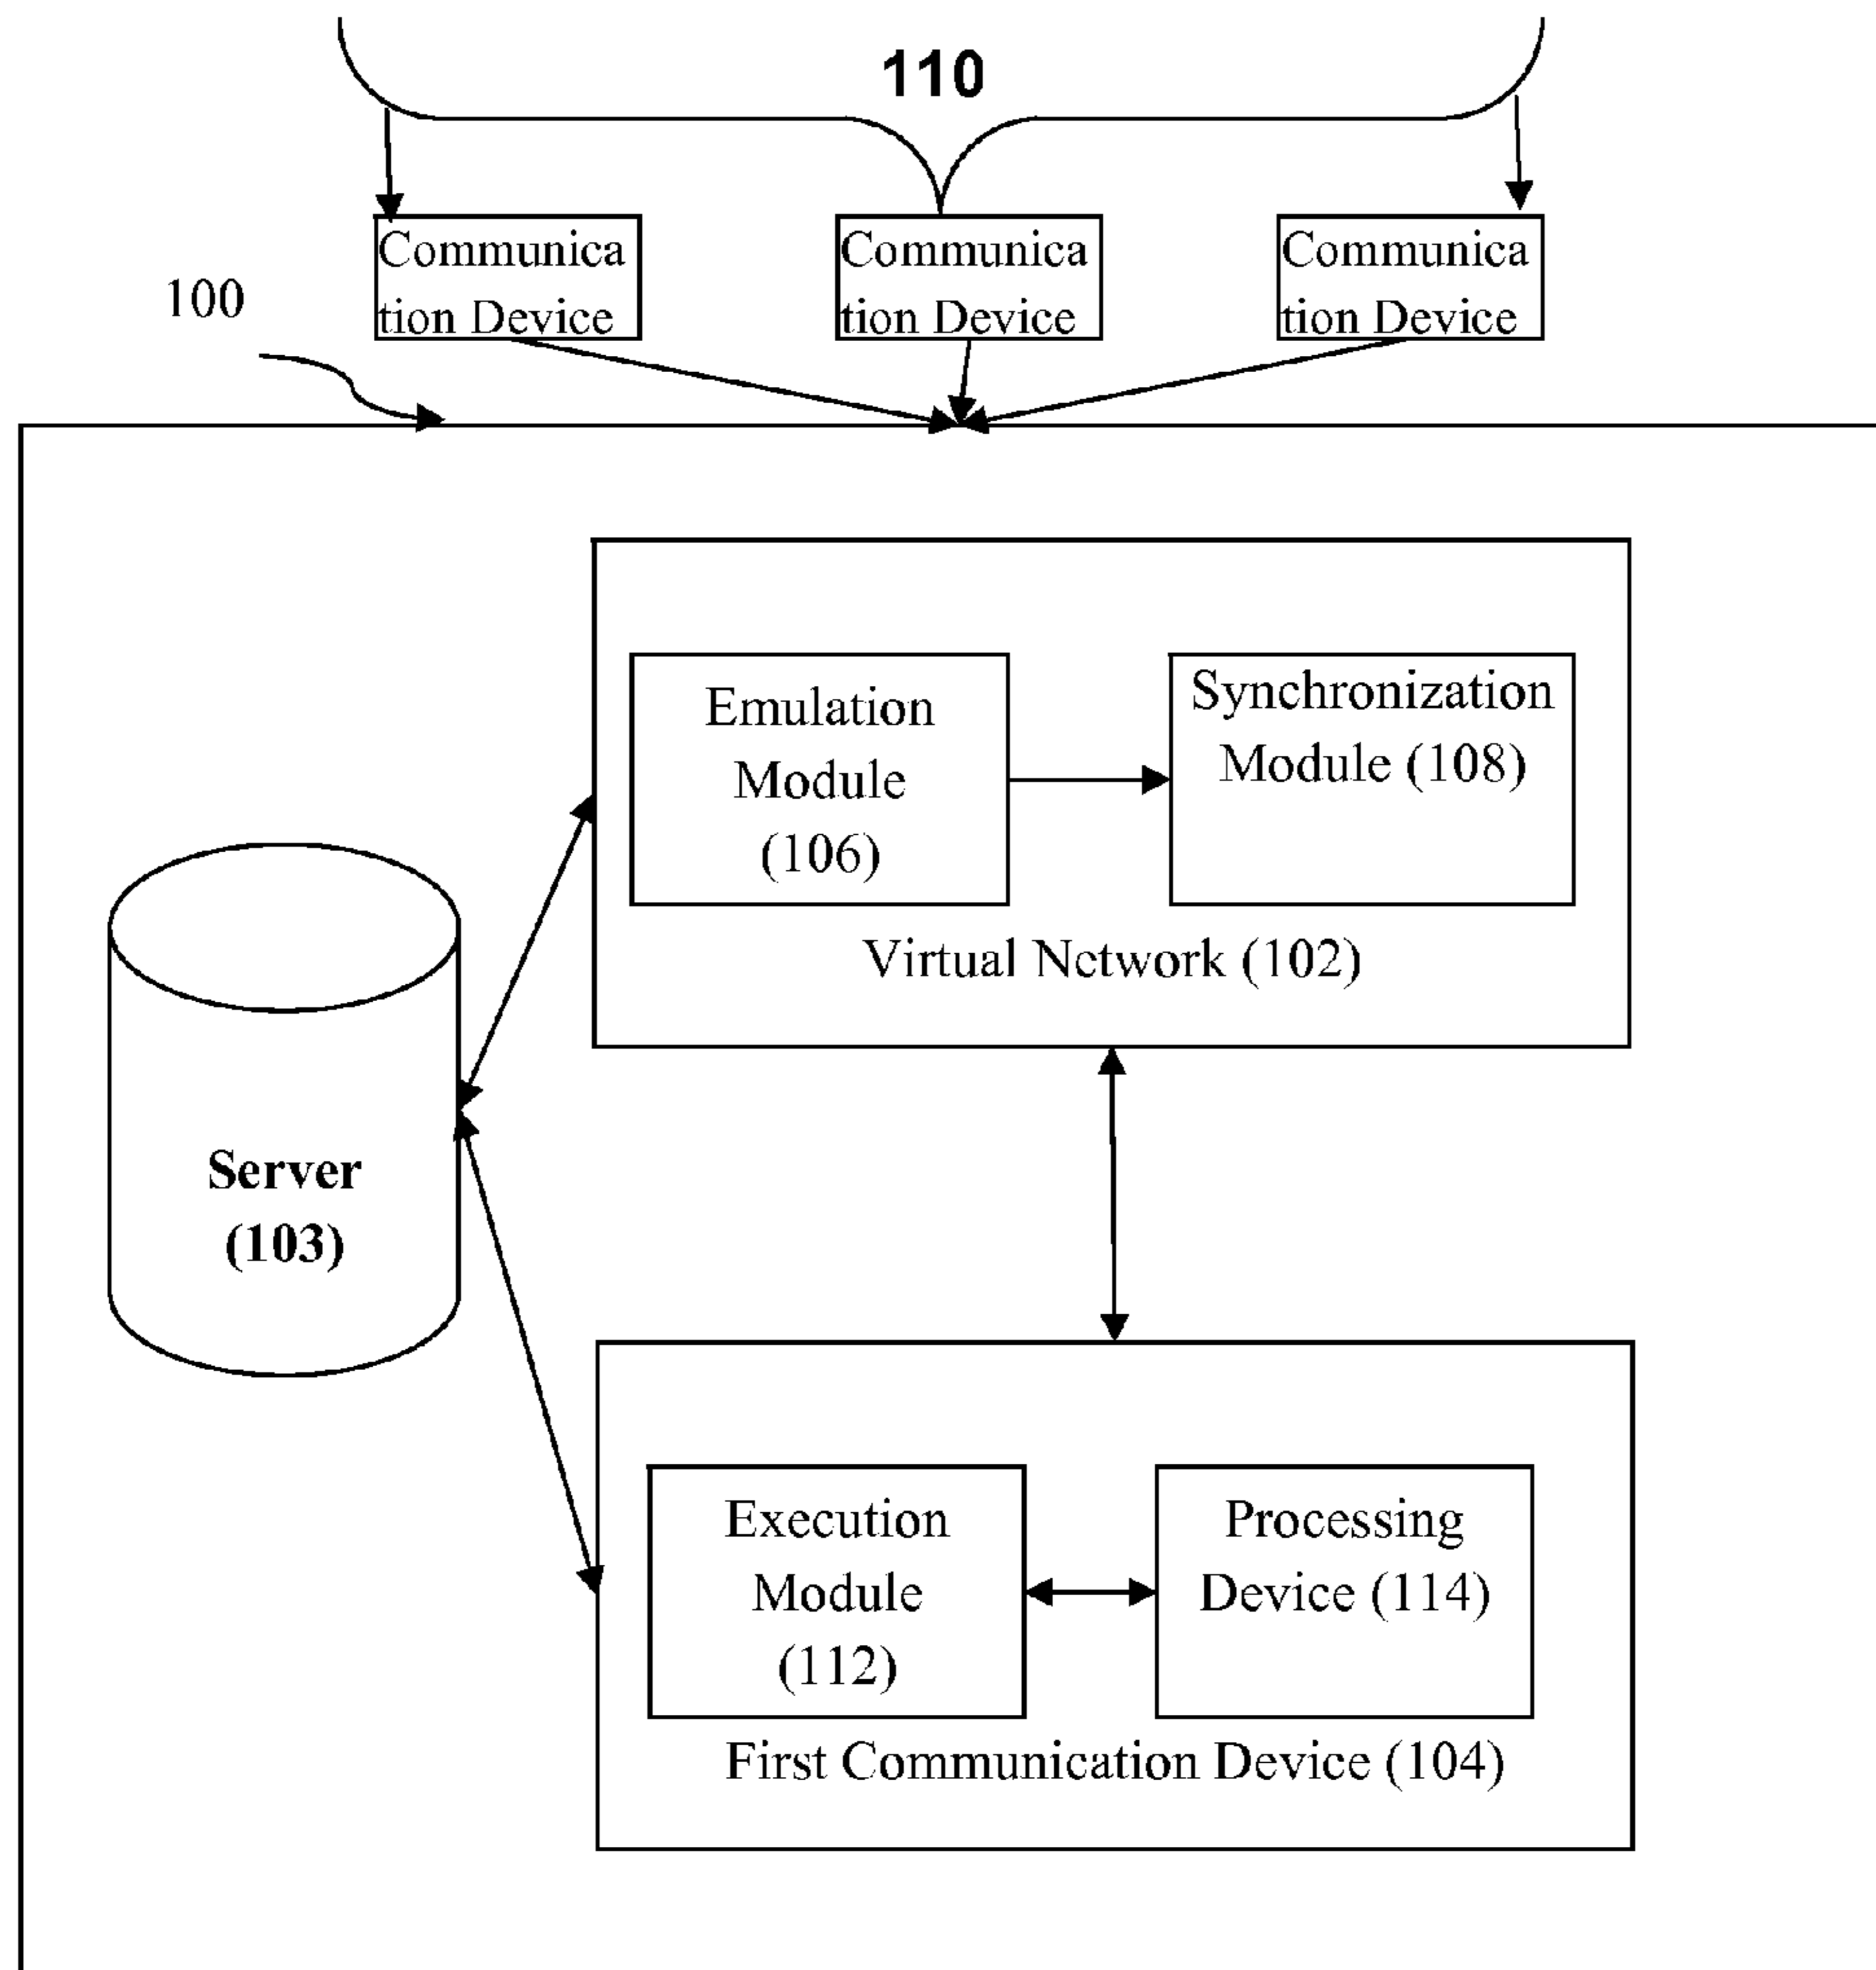 110
Communica
tion Device
Communica
tion Device
Communica
tion Device
100
Emulation
Module
(106)
Synchronization
Module (108)
Virtual Network (102)
Server
(103)
Execution
Module
(112)
Processing
Device (114)
First Communication Device (104)